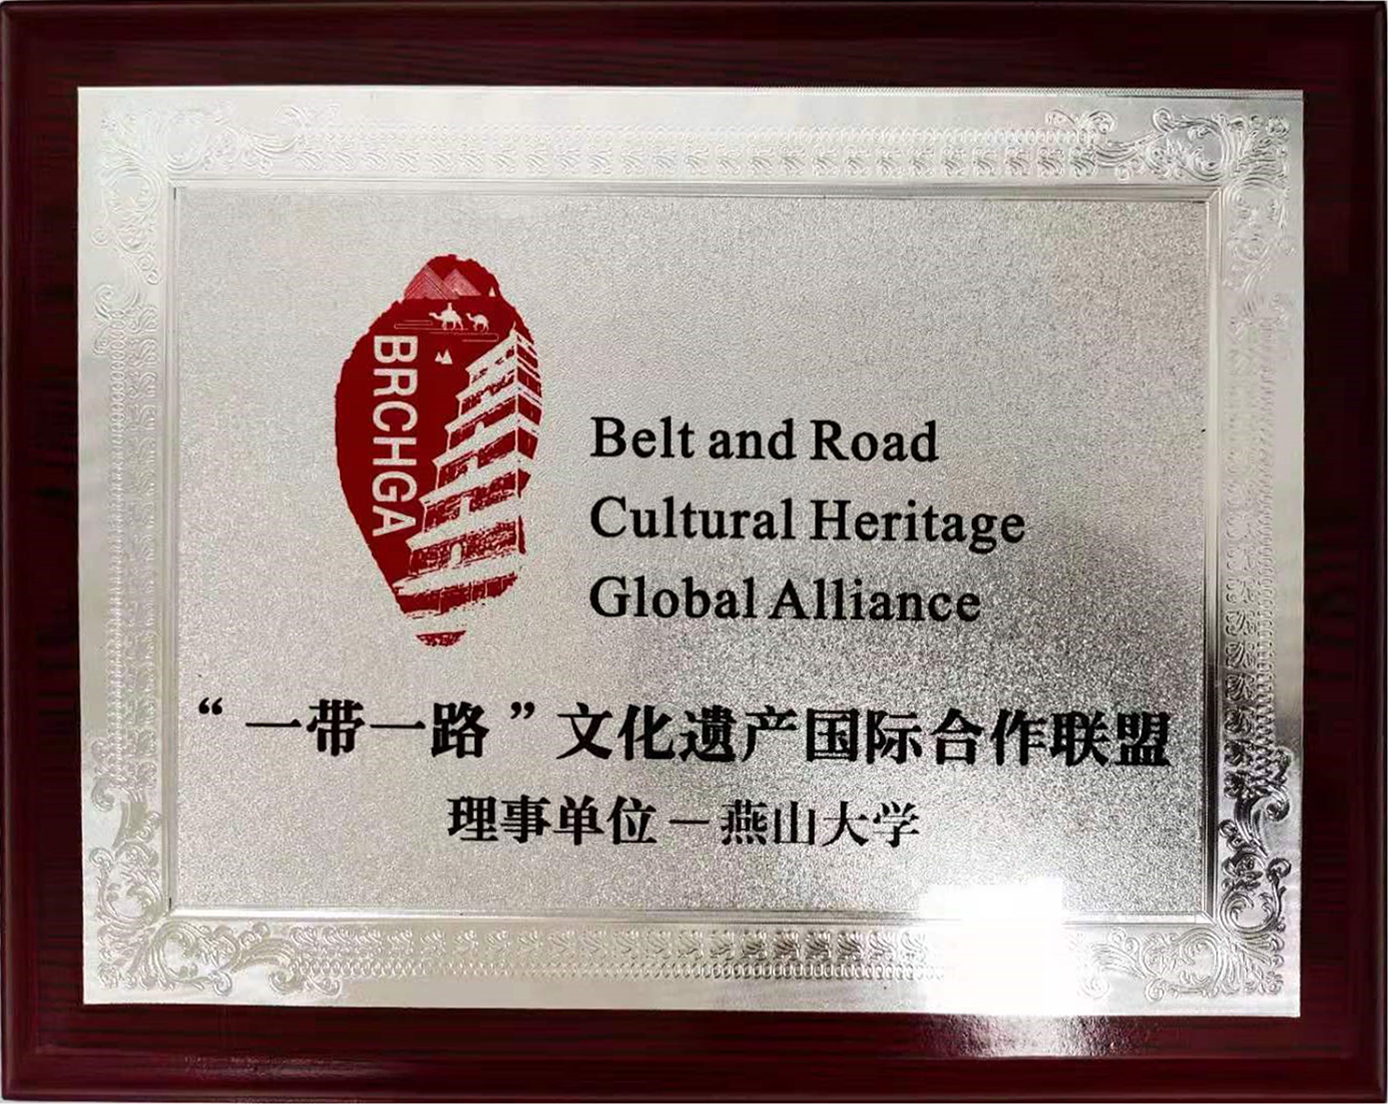 BRCHGA
Belt and Road
Cultural Heritage
Global Alliance
“一带一路”文化遗产国际合作联盟
理事单位－燕山大学